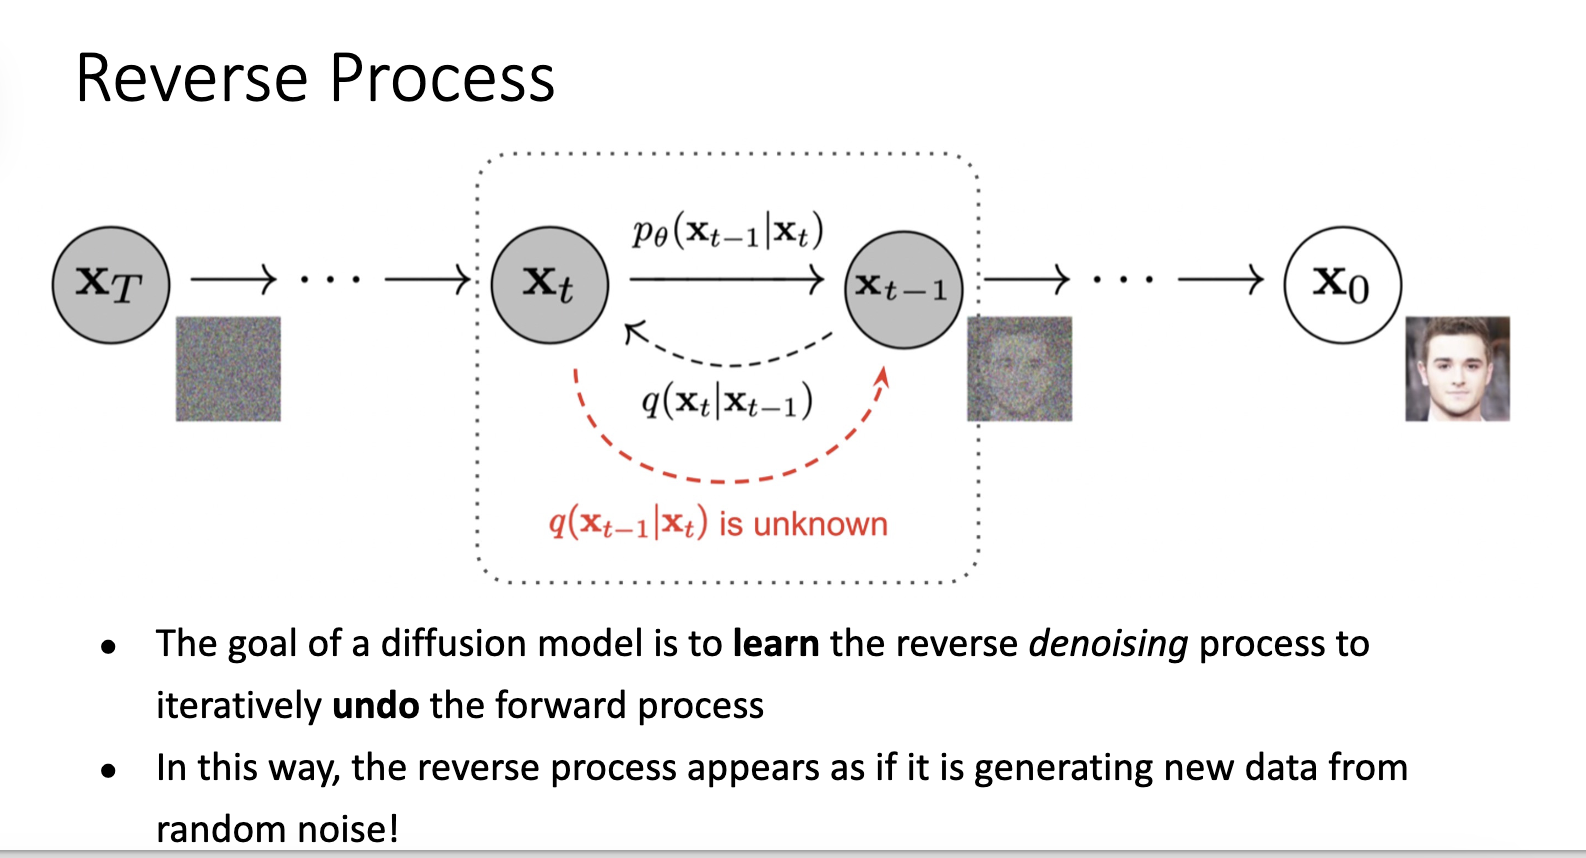 Reverse Process
p_θ(x_{t−1}|x_t)
x_T → ··· → x_t → x_{t−1} → ··· → x_0
q(x_t|x_{t−1})
q(x_{t−1}|x_t) is unknown
● The goal of a diffusion model is to learn the reverse denoising process to
iteratively undo the forward process
● In this way, the reverse process appears as if it is generating new data from
random noise!